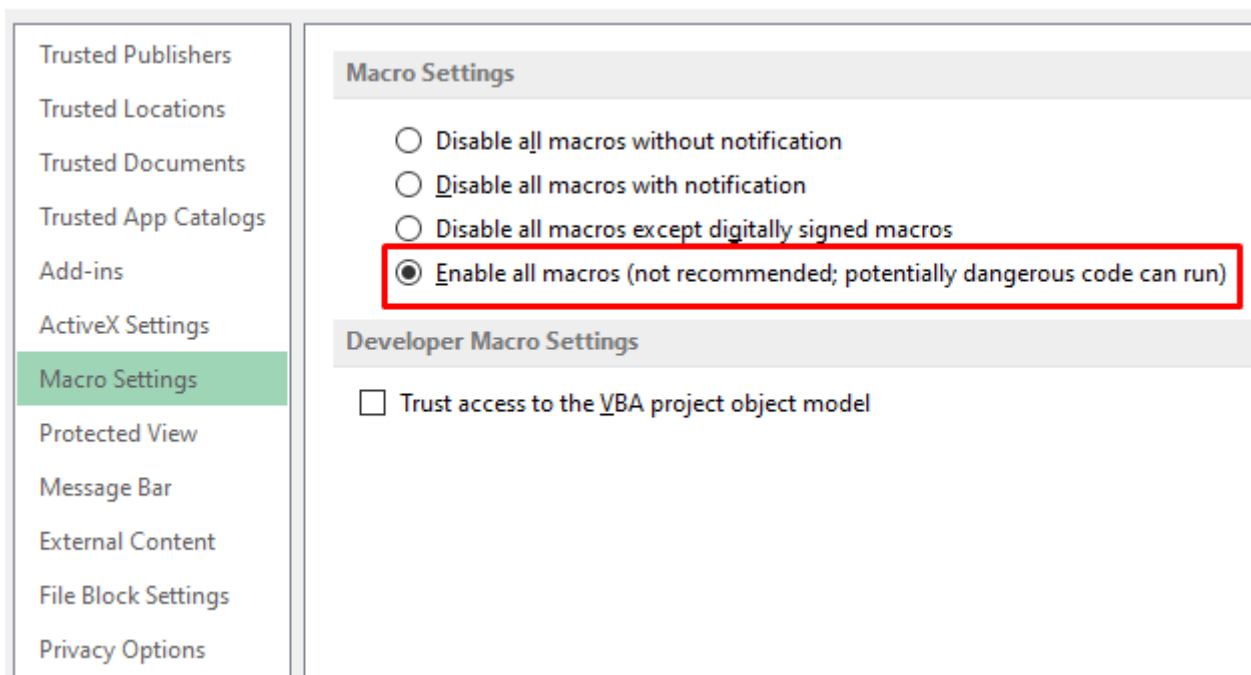 Trusted Publishers
Trusted Locations
Trusted Documents
Trusted App Catalogs
Add-ins
ActiveX Settings
Macro Settings
Protected View
Message Bar
External Content
File Block Settings
Privacy Options
Macro Settings
Disable all macros without notification
Disable all macros with notification
Disable all macros except digitally signed macros
Enable all macros (not recommended; potentially dangerous code can run)
Developer Macro Settings
Trust access to the VBA project object model